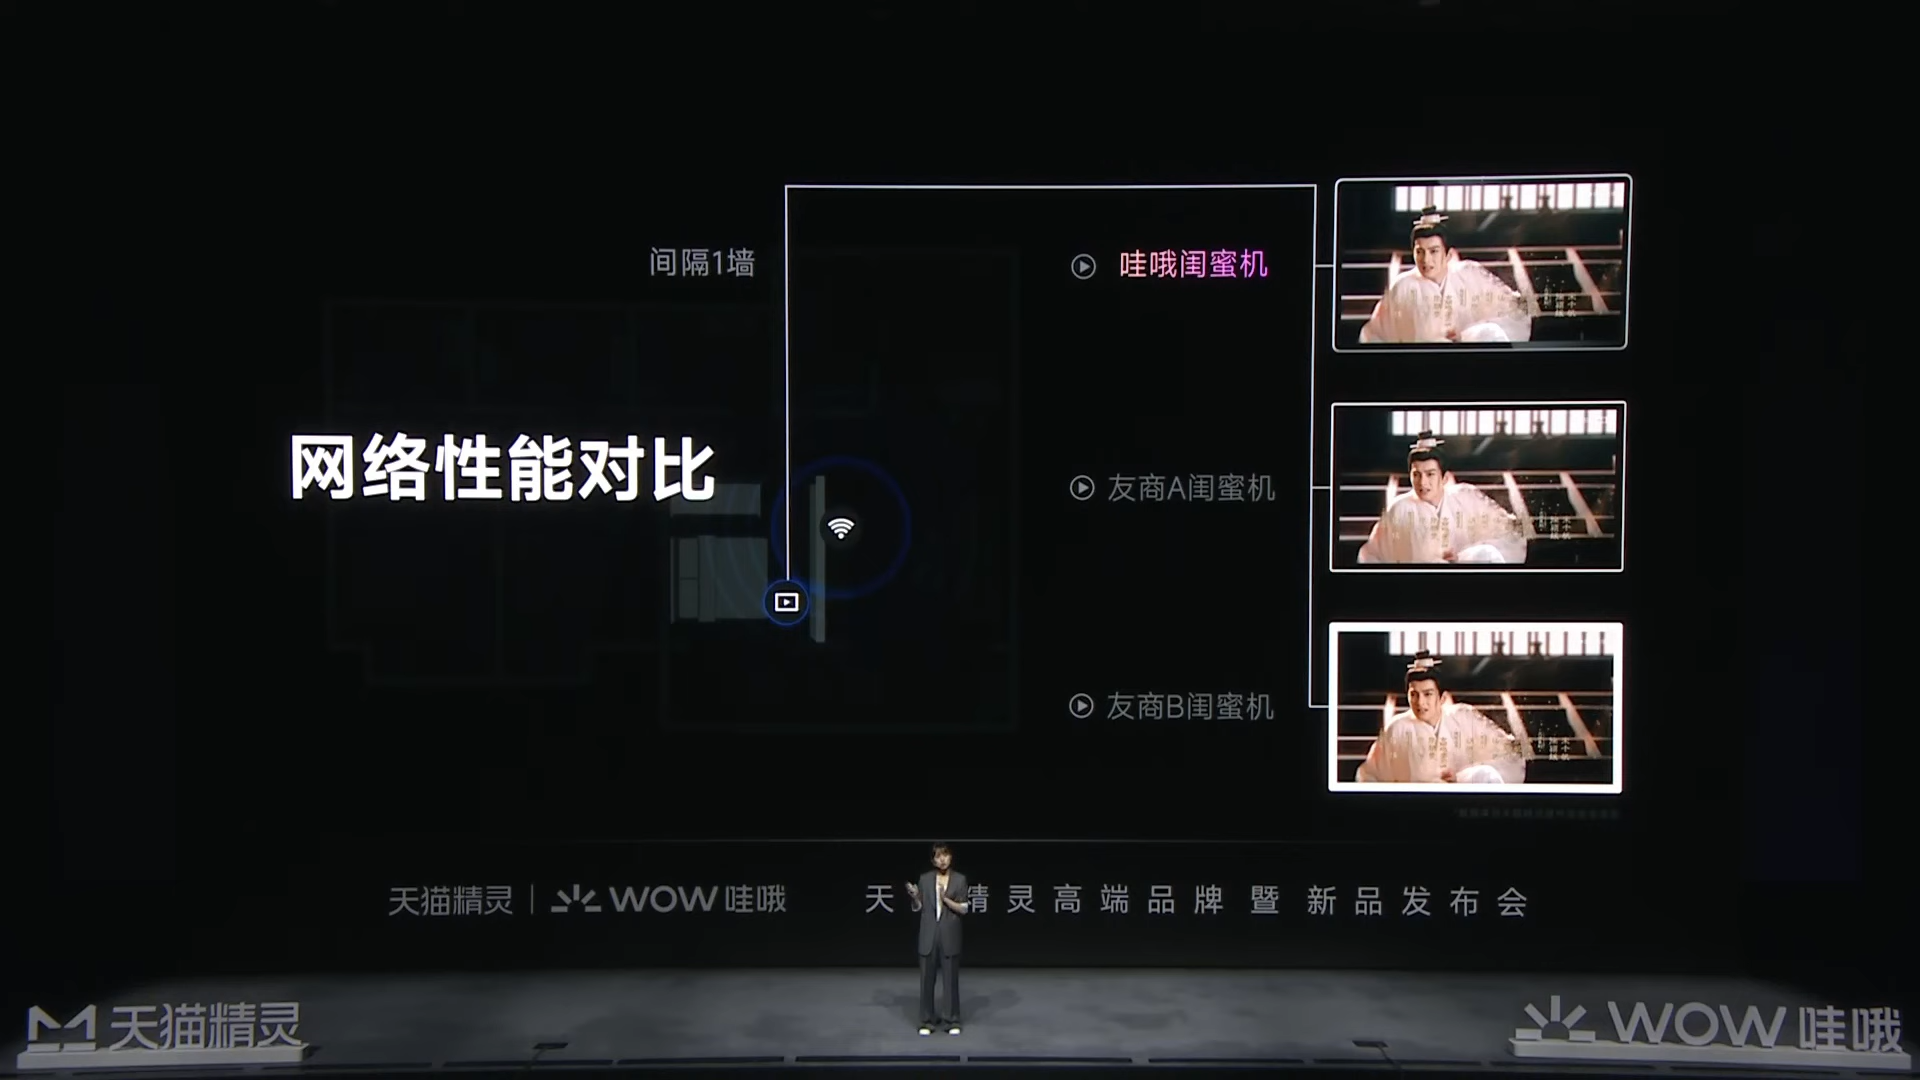 间隔1墙
哇哦闺蜜机
网络性能对比
友商A闺蜜机
友商B闺蜜机
天猫精灵 | WOW哇哦
天 精灵高端品牌暨 新品发布会
天猫精灵
WOW哇哦